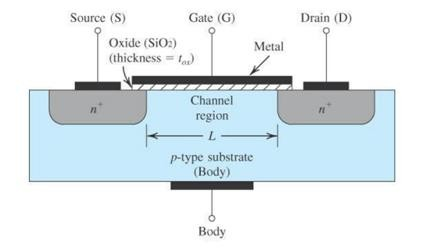 Source (S)
Gate (G)
Drain (D)
Oxide (SiO₂)
(thickness = tₒₓ)
Metal
n⁺
Channel
region
n⁺
L
p-type substrate
(Body)
Body